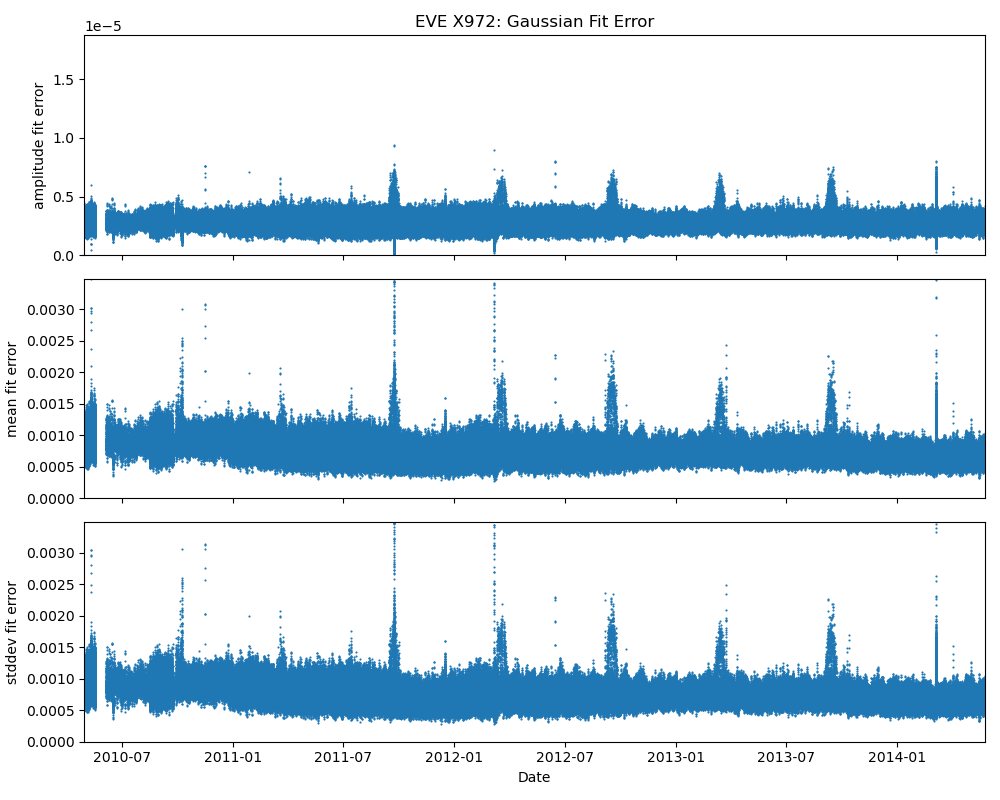 EVE X972: Gaussian Fit Error
1e−5
1.5
1.0
0.5
0.0
amplitude fit error
0.0030
0.0025
0.0020
0.0015
0.0010
0.0005
0.0000
mean fit error
0.0030
0.0025
0.0020
0.0015
0.0010
0.0005
0.0000
stddev fit error
2010-07 2011-01 2011-07 2012-01 2012-07 2013-01 2013-07 2014-01
Date